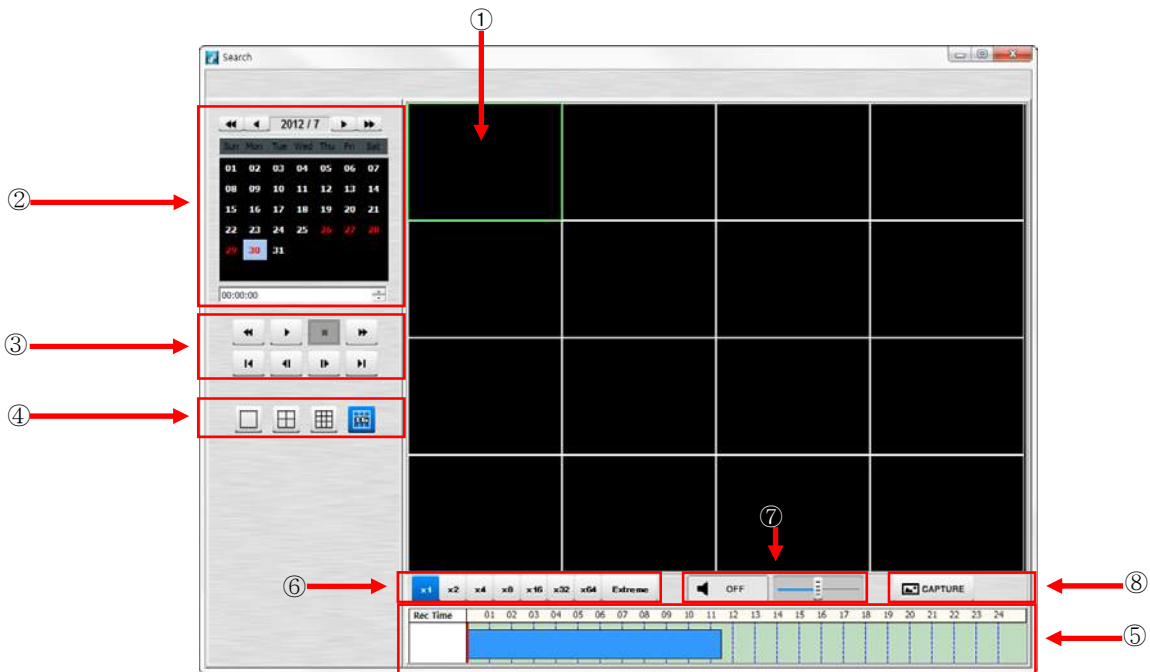 ①
Search
2012 / 7
Sun Mon Tue Wed Thu Fri Sat
01 02 03 04 05 06 07
08 09 10 11 12 13 14
15 16 17 18 19 20 21
22 23 24 25 26 27 28
29 30 31
00:00:00
②
③
④
⑦
⑥
x1 x2 x4 x8 x16 x32 x64 Extreme
OFF
CAPTURE
⑧
Rec Time 01 02 03 04 05 06 07 08 09 10 11 12 13 14 15 16 17 18 19 20 21 22 23 24
⑤